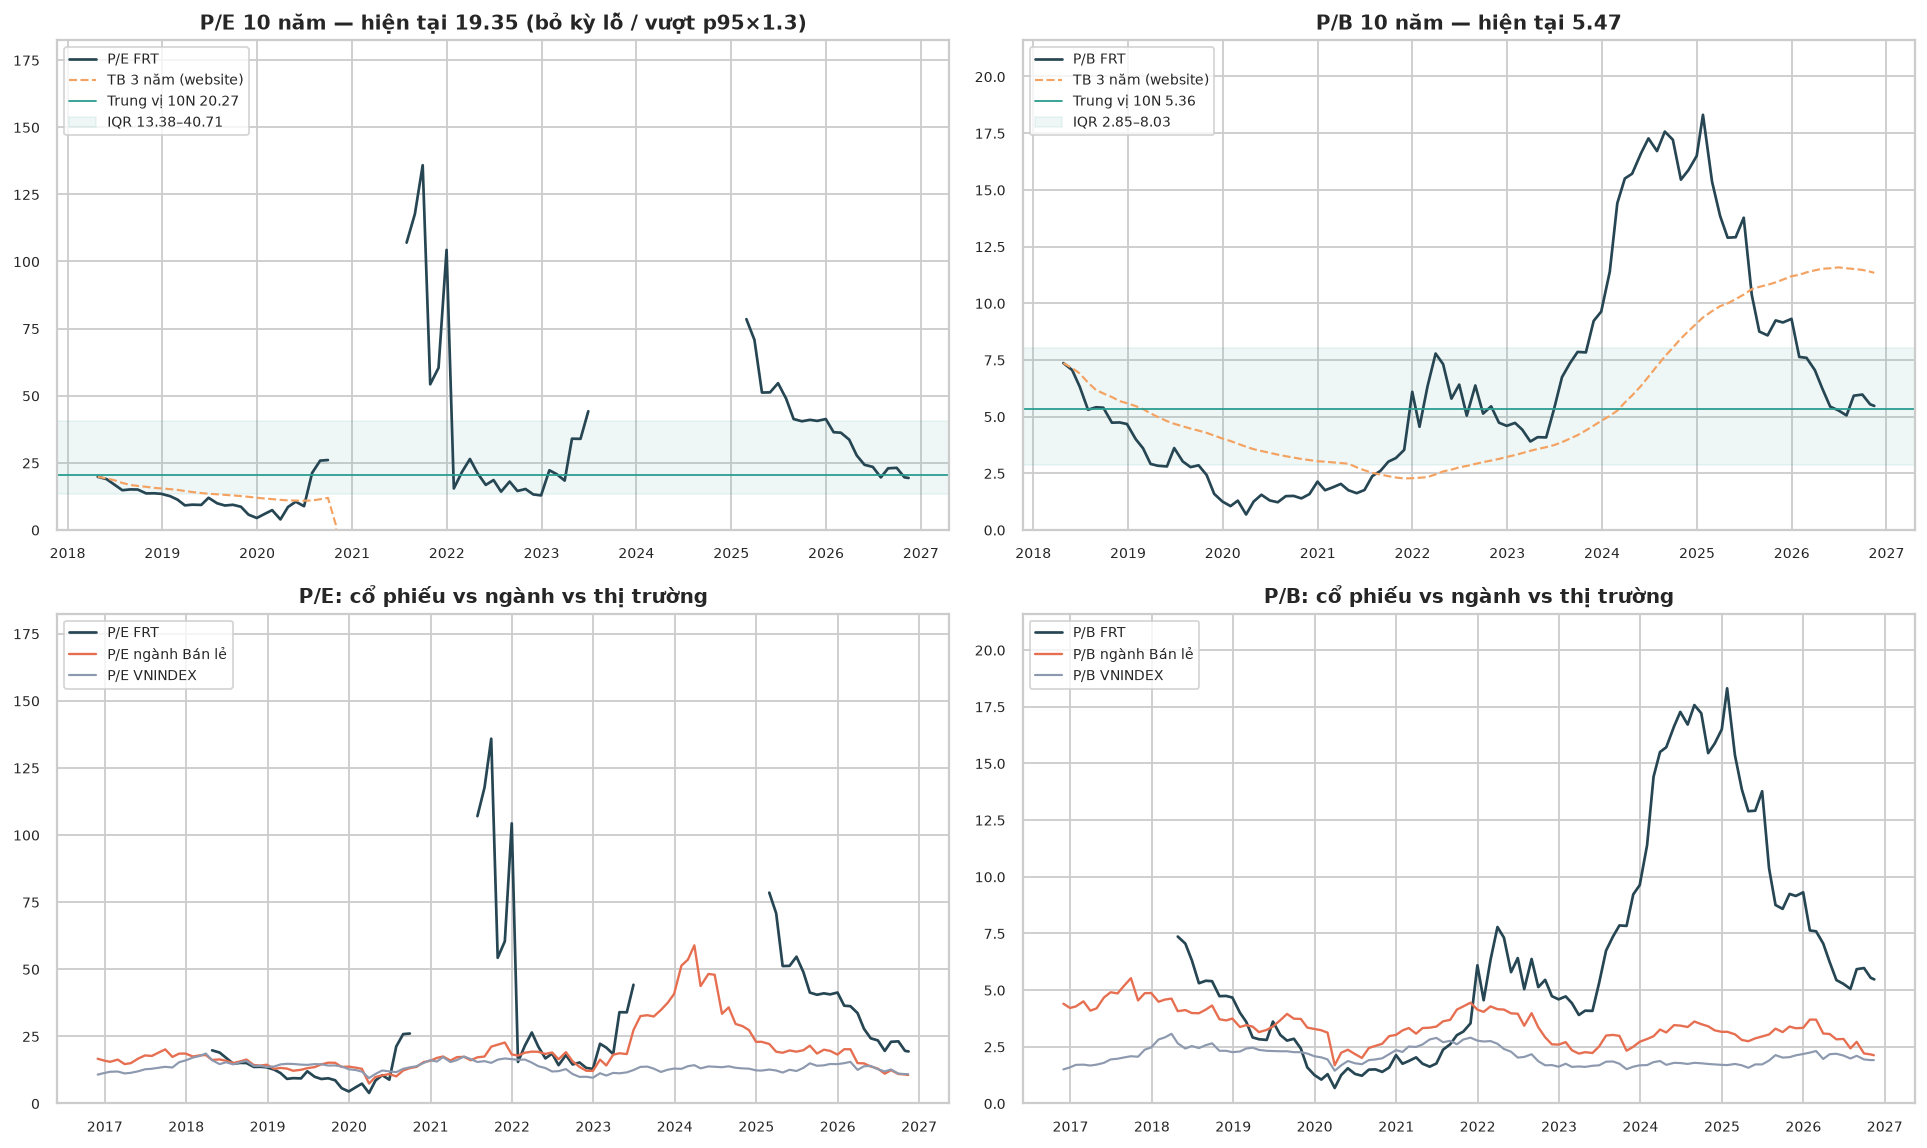 P/E 10 năm — hiện tại 19.35 (bỏ kỳ lỗ / vượt p95×1.3)
P/E FRT
TB 3 năm (website)
Trung vị 10N 20.27
IQR 13.38–40.71
175
150
125
100
75
50
25
0
2018 2019 2020 2021 2022 2023 2024 2025 2026 2027
P/B 10 năm — hiện tại 5.47
P/B FRT
TB 3 năm (website)
Trung vị 10N 5.36
IQR 2.85–8.03
20.0
17.5
15.0
12.5
10.0
7.5
5.0
2.5
0.0
2018 2019 2020 2021 2022 2023 2024 2025 2026 2027
P/E: cổ phiếu vs ngành vs thị trường
P/E FRT
P/E ngành Bán lẻ
P/E VNINDEX
175
150
125
100
75
50
25
0
2017 2018 2019 2020 2021 2022 2023 2024 2025 2026 2027
P/B: cổ phiếu vs ngành vs thị trường
P/B FRT
P/B ngành Bán lẻ
P/B VNINDEX
20.0
17.5
15.0
12.5
10.0
7.5
5.0
2.5
0.0
2017 2018 2019 2020 2021 2022 2023 2024 2025 2026 2027